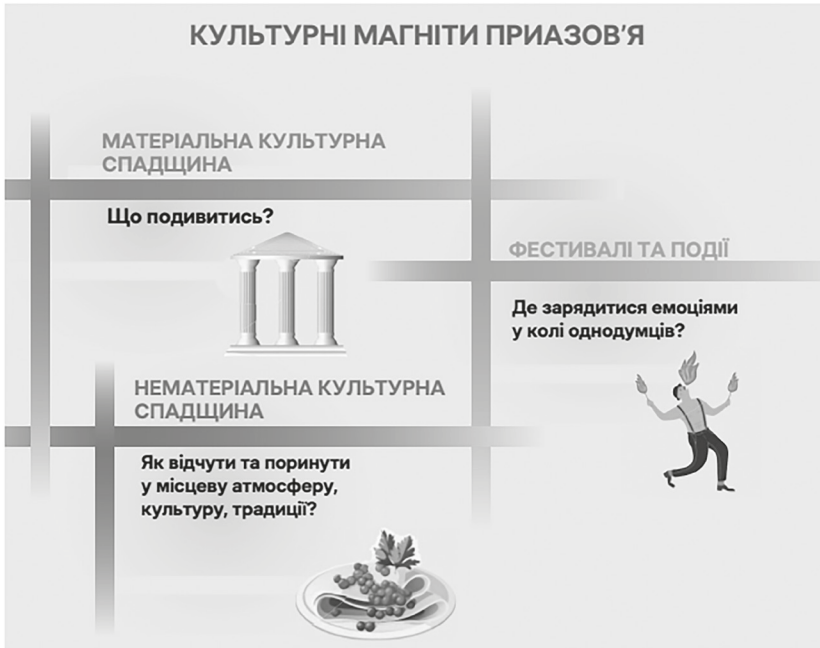 КУЛЬТУРНІ МАГНІТИ ПРИАЗОВ'Я
МАТЕРІАЛЬНА КУЛЬТУРНА
СПАДЩИНА
Що подивитись?
ФЕСТИВАЛІ ТА ПОДІЇ
Де зарядитися емоціями
у колі однодумців?
НЕМАТЕРІАЛЬНА КУЛЬТУРНА
СПАДЩИНА
Як відчути та поринути
у місцеву атмосферу,
культуру, традиції?